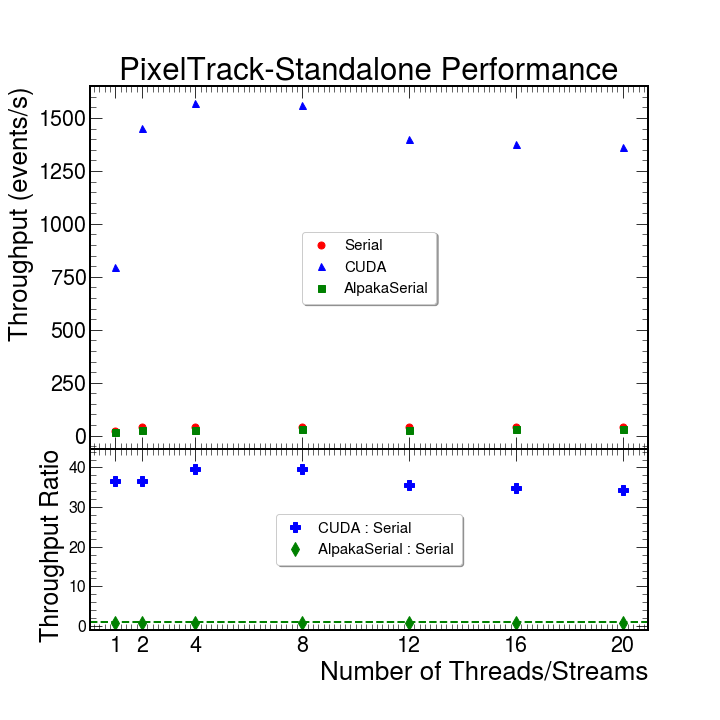 PixelTrack-Standalone Performance
Throughput (events/s)
1500
1250
1000
750
500
250
0
Serial
CUDA
AlpakaSerial
Throughput Ratio
40
30
20
10
0
CUDA : Serial
AlpakaSerial : Serial
1 2 4 8 12 16 20
Number of Threads/Streams